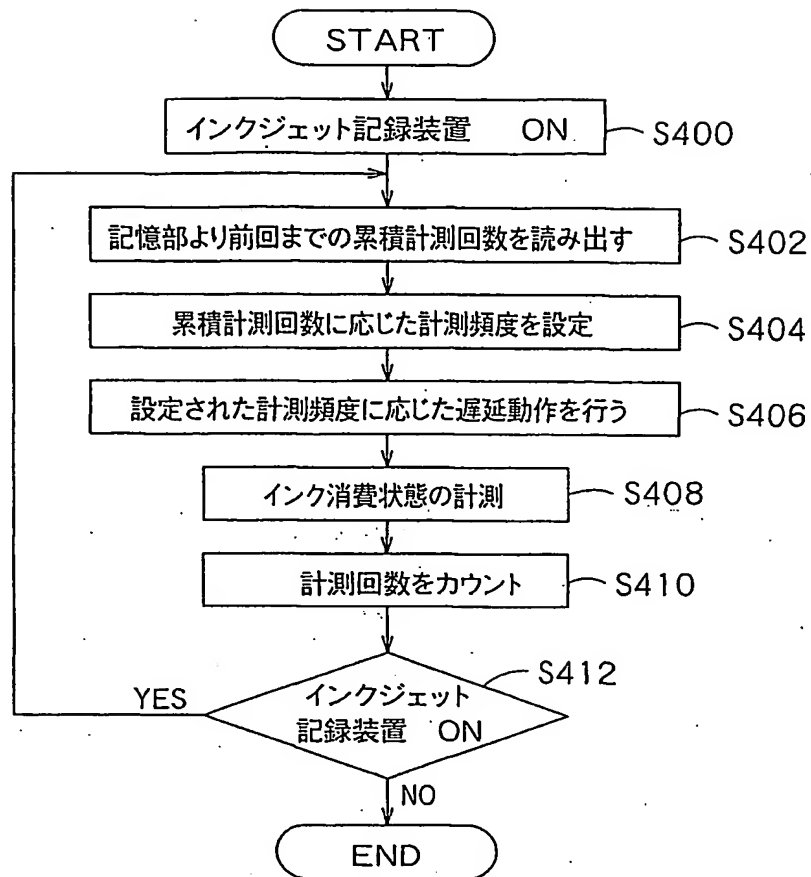 START
インクジェット記録装置 ON
S400
記憶部より前回までの累積計測回数を読み出す
S402
累積計測回数に応じた計測頻度を設定
S404
設定された計測頻度に応じた遅延動作を行う
S406
インク消費状態の計測
S408
計測回数をカウント
S410
S412
YES
インクジェット
記録装置 ON
NO
END